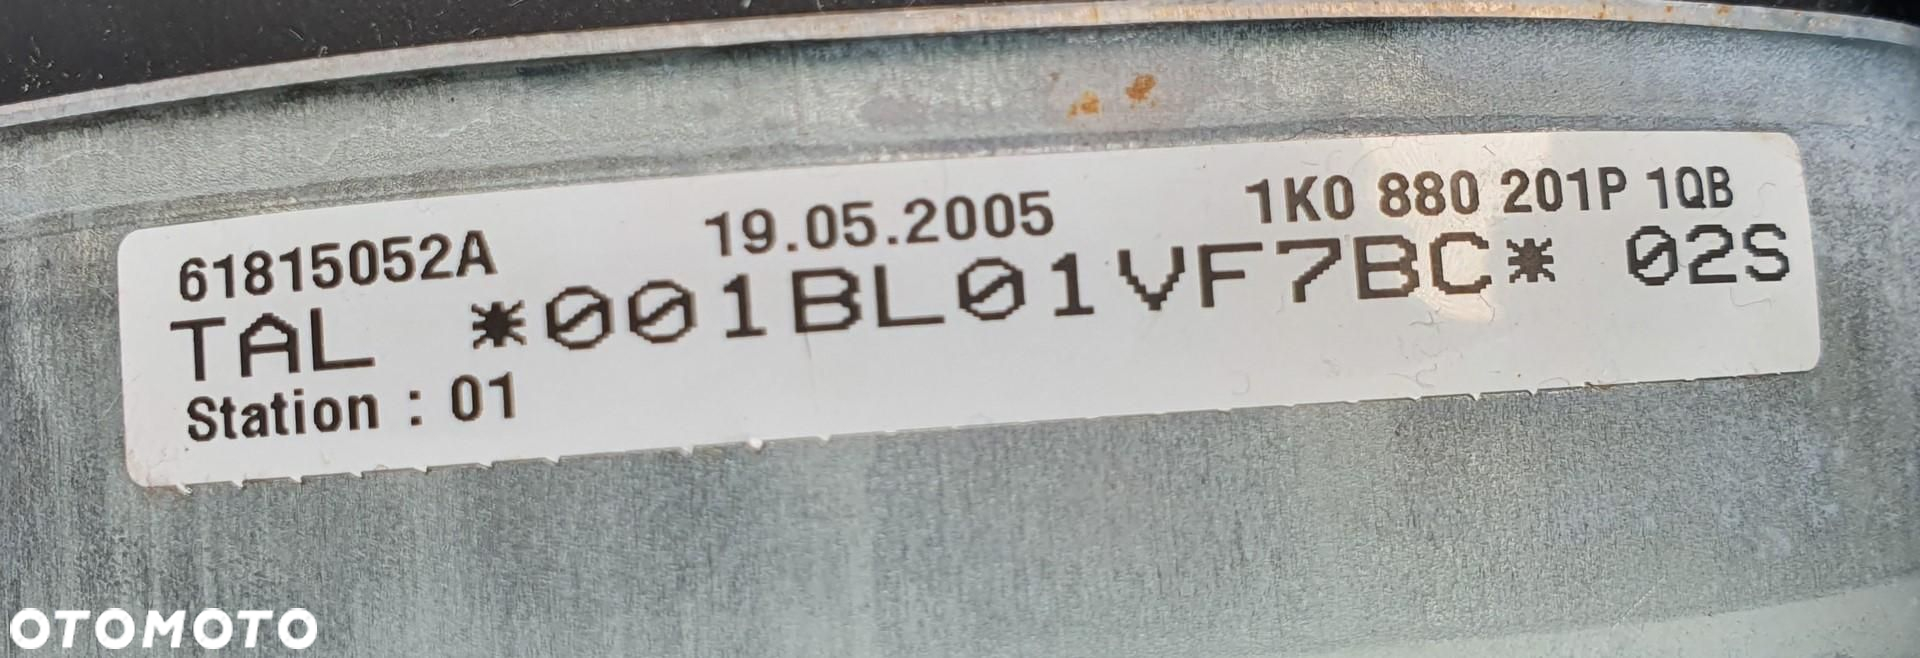 61815052A 19.05.2005 1K0 880 201P 1QB
TAL *001BL01VF7BC* 02S
Station : 01
OTOMOTO